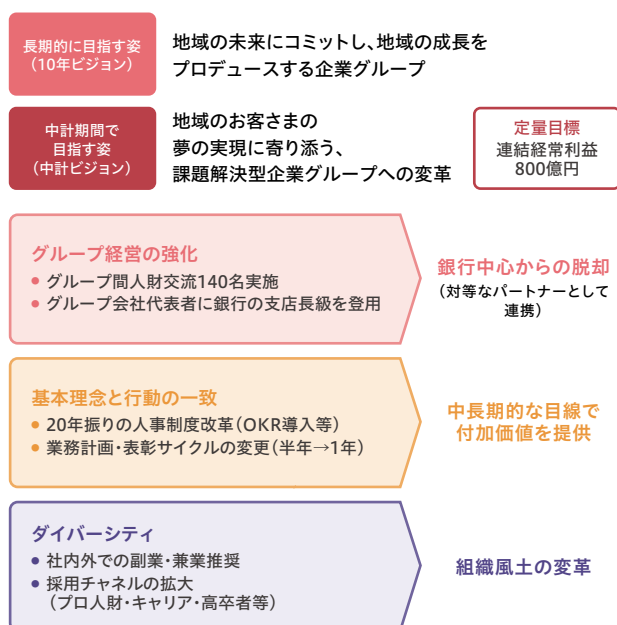 長期的に目指す姿
（10年ビジョン）
地域の未来にコミットし、地域の成長を
プロデュースする企業グループ
中計期間で
目指す姿
（中計ビジョン）
地域のお客さまの
夢の実現に寄り添う、
課題解決型企業グループへの変革
定量目標
連結経常利益
800億円
グループ経営の強化
● グループ間人財交流140名実施
● グループ会社代表者に銀行の支店長級を登用
銀行中心からの脱却
（対等なパートナーとして
連携）
基本理念と行動の一致
● 20年振りの人事制度改革（OKR導入等）
● 業務計画・表彰サイクルの変更（半年→1年）
中長期的な目線で
付加価値を提供
ダイバーシティ
● 社内外での副業・兼業推奨
● 採用チャネルの拡大
（プロ人財・キャリア・高卒者等）
組織風土の変革